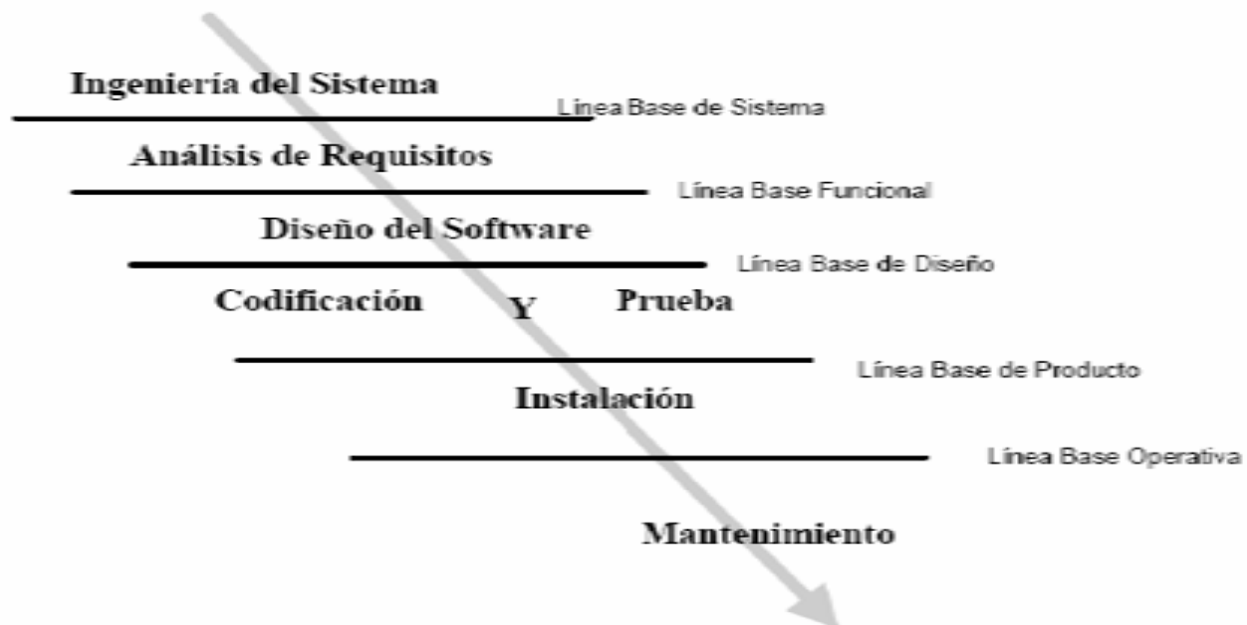 Ingeniería del Sistema
Línea Base de Sistema
Análisis de Requisitos
Línea Base Funcional
Diseño del Software
Línea Base de Diseño
Codificación Y Prueba
Línea Base de Producto
Instalación
Línea Base Operativa
Mantenimiento